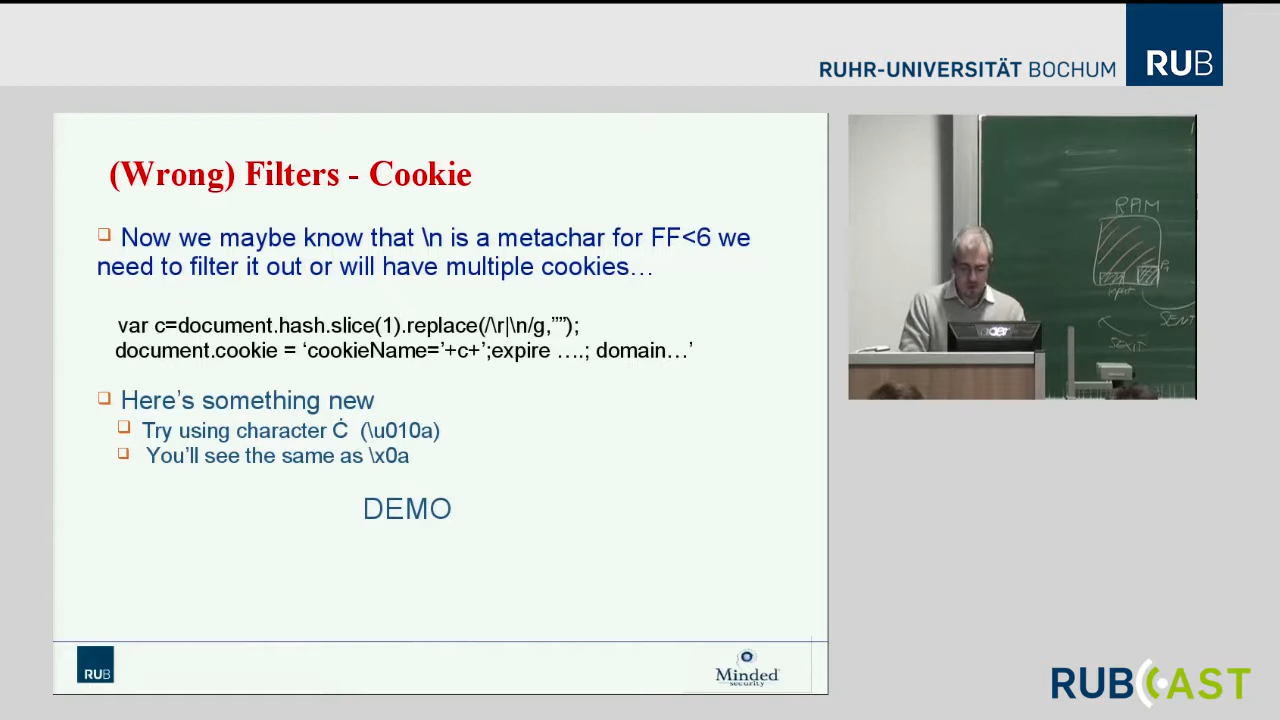 RUHR-UNIVERSITÄT BOCHUM
RUB
(Wrong) Filters - Cookie
Now we maybe know that \n is a metachar for FF<6 we
need to filter it out or will have multiple cookies…
var c=document.hash.slice(1).replace(/\r|\n/g,””);
document.cookie = ‘cookieName=’+c+’;expire ….; domain…’
Here’s something new
Try using character Ċ (\u010a)
You’ll see the same as \x0a
DEMO
RUB
Minded
security
RAM
input
acer
RUBCAST